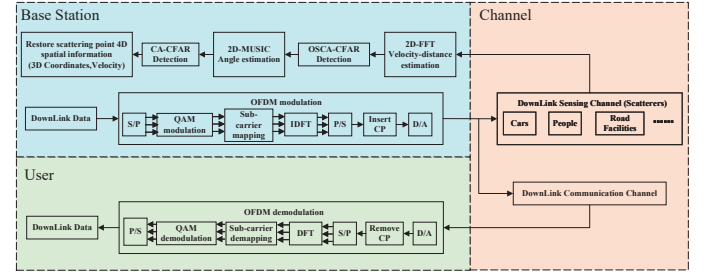 Base Station
Channel
Restore scattering point 4D
spatial information
(3D Coordinates,Velocity)
CA-CFAR
Detection
2D-MUSIC
Angle estimation
OSCA-CFAR
Detection
2D-FFT
Velocity-distance
estimation
DownLink Data
OFDM modulation
S/P
QAM
modulation
Sub-
carrier
mapping
IDFT
P/S
Insert
CP
D/A
DownLink Sensing Channel (Scatterers)
Cars
People
Road
Facilities
......
User
DownLink Communication Channel
DownLink Data
OFDM demodulation
P/S
QAM
demodulation
Sub-carrier
demapping
DFT
S/P
Remove
CP
D/A